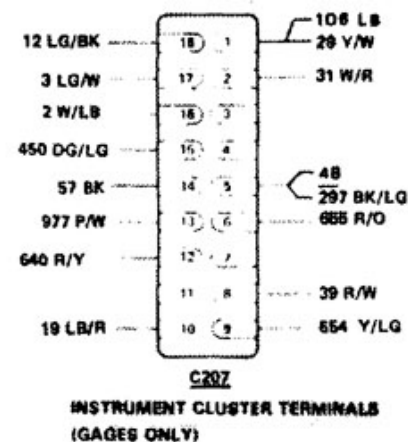 106 LB
12 LG/BK 18 1 29 Y/W
3 LG/W 17 2 31 W/R
2 W/LB 16 3
450 DG/LG 15 4
48
57 BK 14 5
297 BK/LG
977 P/W 13 6 665 R/O
640 R/Y 12 7
11 8 39 R/W
19 LB/R 10 9 654 Y/LG
C207
INSTRUMENT CLUSTER TERMINALS
(GAGES ONLY)